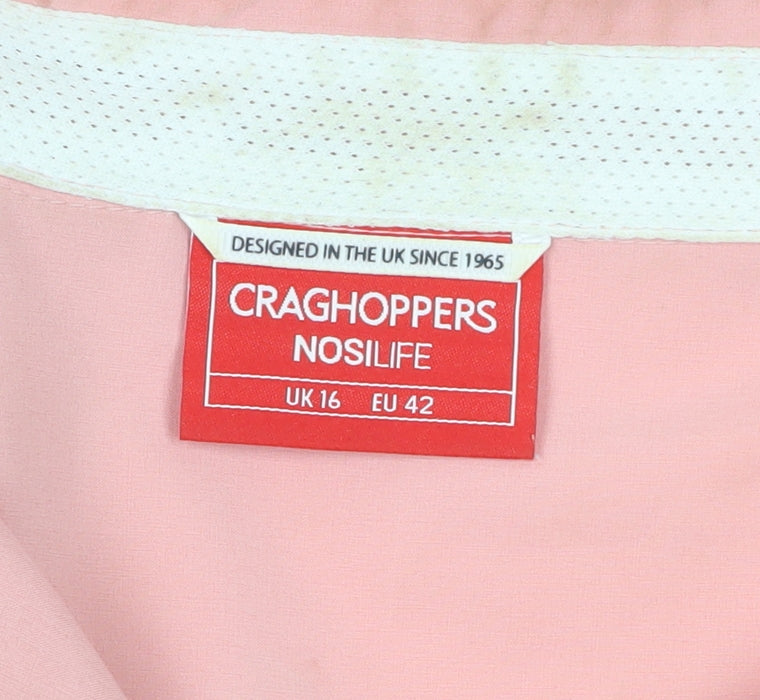 DESIGNED IN THE UK SINCE 1965
CRAGHOPPERS
NOSILIFE
UK 16 EU 42